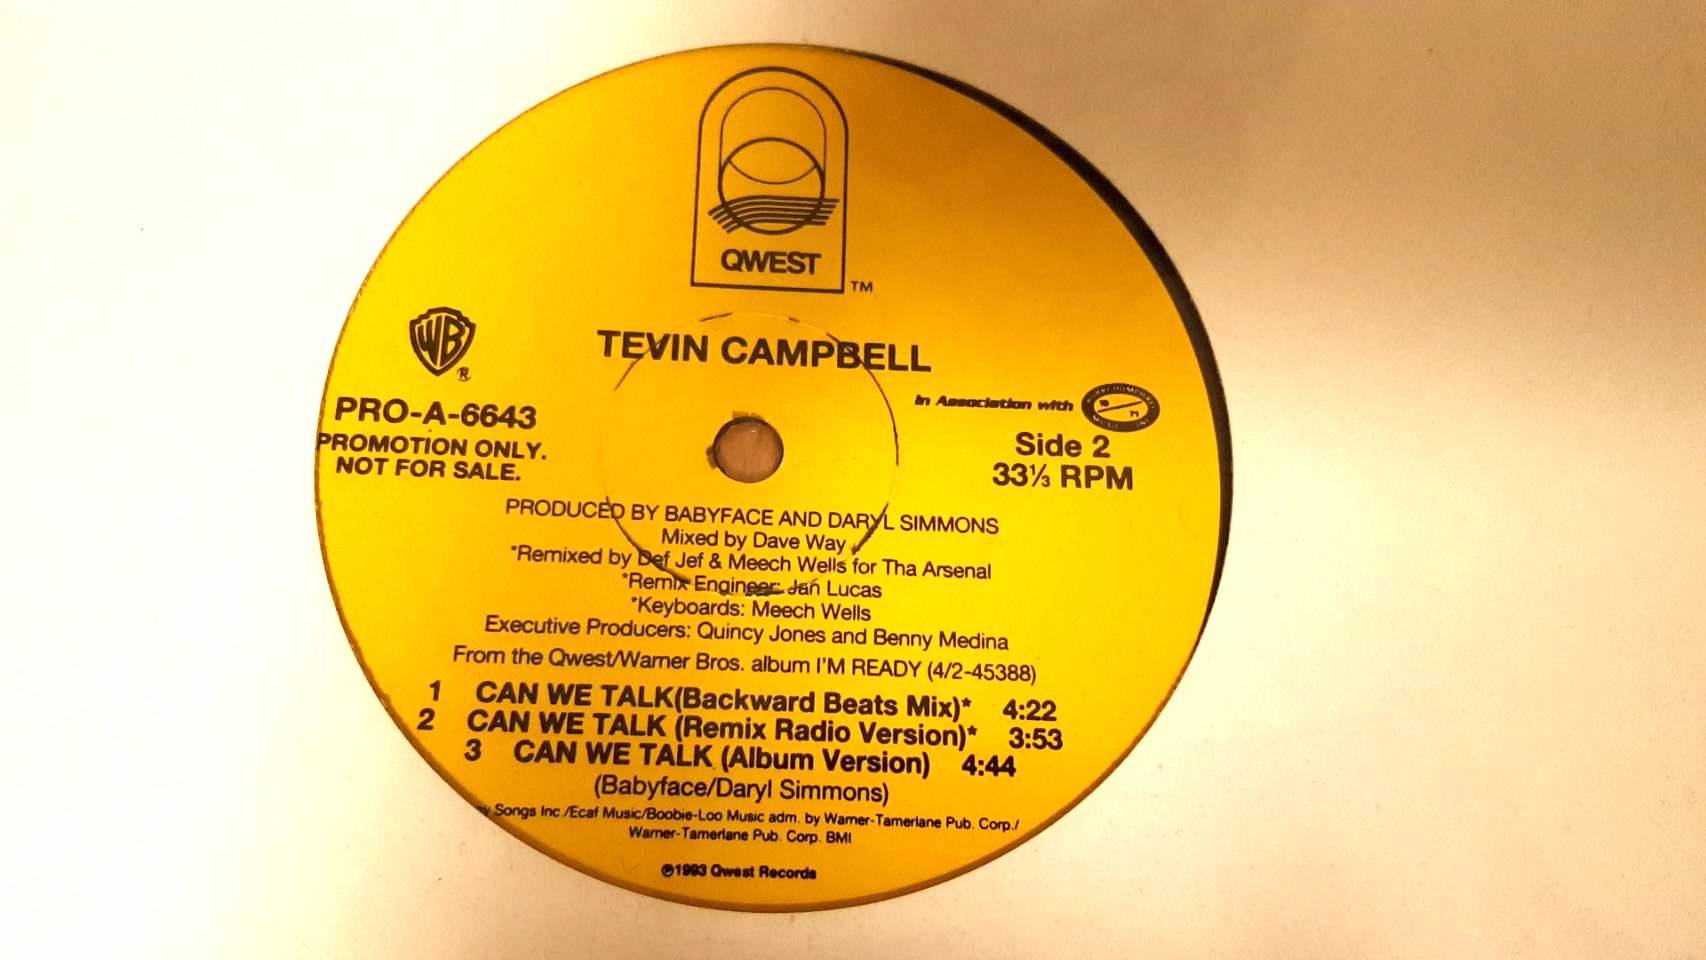 QWEST
TM
WB
®
TEVIN CAMPBELL
PRO-A-6643
PROMOTION ONLY.
NOT FOR SALE.
In Association with
Side 2
33⅓ RPM
PRODUCED BY BABYFACE AND DARYL SIMMONS
Mixed by Dave Way
*Remixed by Def Jef & Meech Wells for Tha Arsenal
*Remix Engineer: Jan Lucas
*Keyboards: Meech Wells
Executive Producers: Quincy Jones and Benny Medina
From the Qwest/Warner Bros. album I'M READY (4/2-45388)
1 CAN WE TALK(Backward Beats Mix)* 4:22
2 CAN WE TALK (Remix Radio Version)* 3:53
3 CAN WE TALK (Album Version) 4:44
(Babyface/Daryl Simmons)
Songs Inc./Ecaf Music/Boobie-Loo Music adm. by Warner-Tamerlane Pub. Corp./
Warner-Tamerlane Pub. Corp. BMI
℗1993 Qwest Records